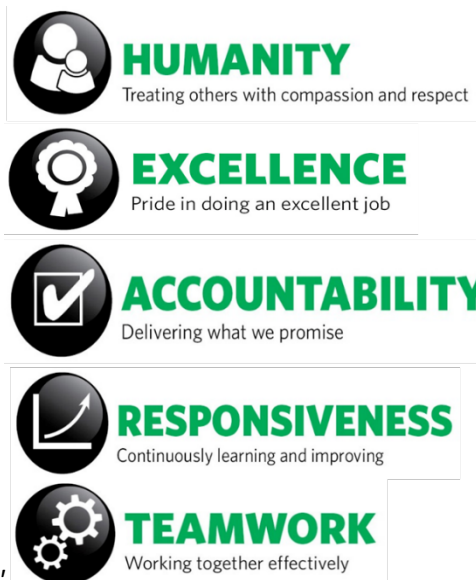 HUMANITY
Treating others with compassion and respect
EXCELLENCE
Pride in doing an excellent job
ACCOUNTABILITY
Delivering what we promise
RESPONSIVENESS
Continuously learning and improving
TEAMWORK
Working together effectively
,